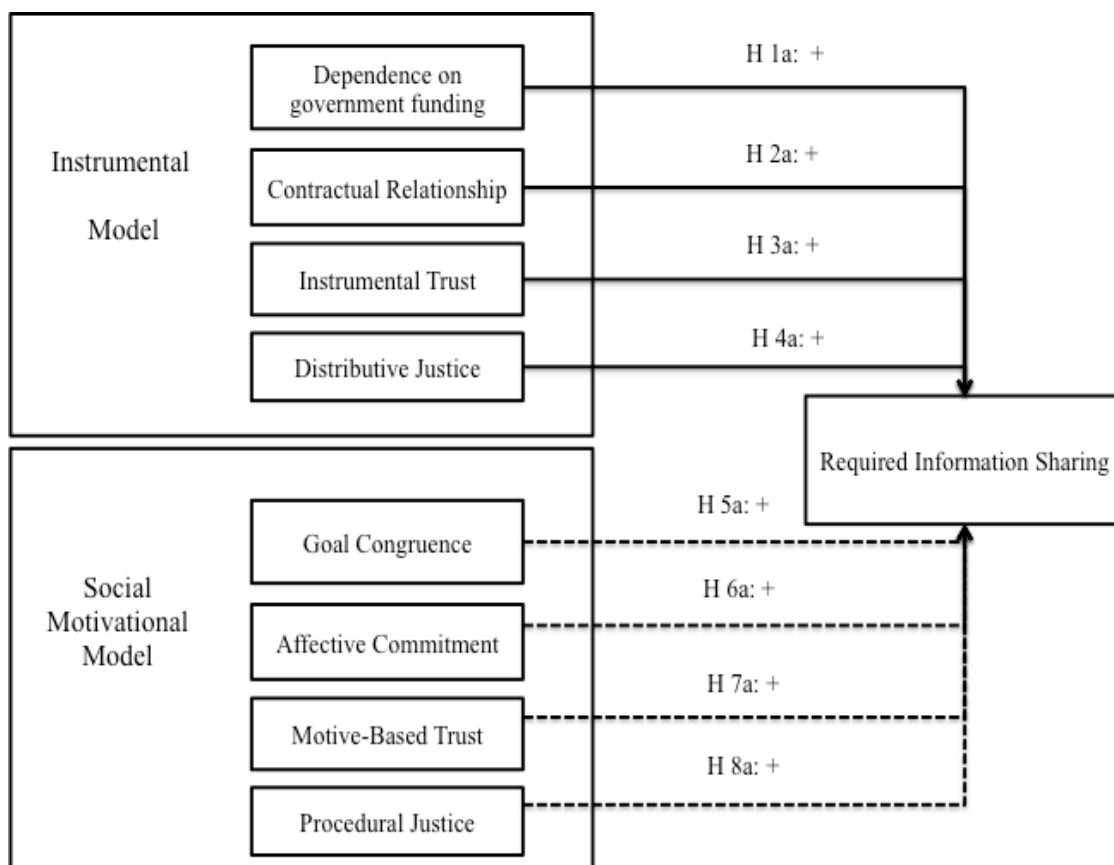 Instrumental
Model
Dependence on
government funding
Contractual Relationship
Instrumental Trust
Distributive Justice
H 1a: +
H 2a: +
H 3a: +
H 4a: +
Required Information Sharing
Social
Motivational
Model
Goal Congruence
Affective Commitment
Motive-Based Trust
Procedural Justice
H 5a: +
H 6a: +
H 7a: +
H 8a: +